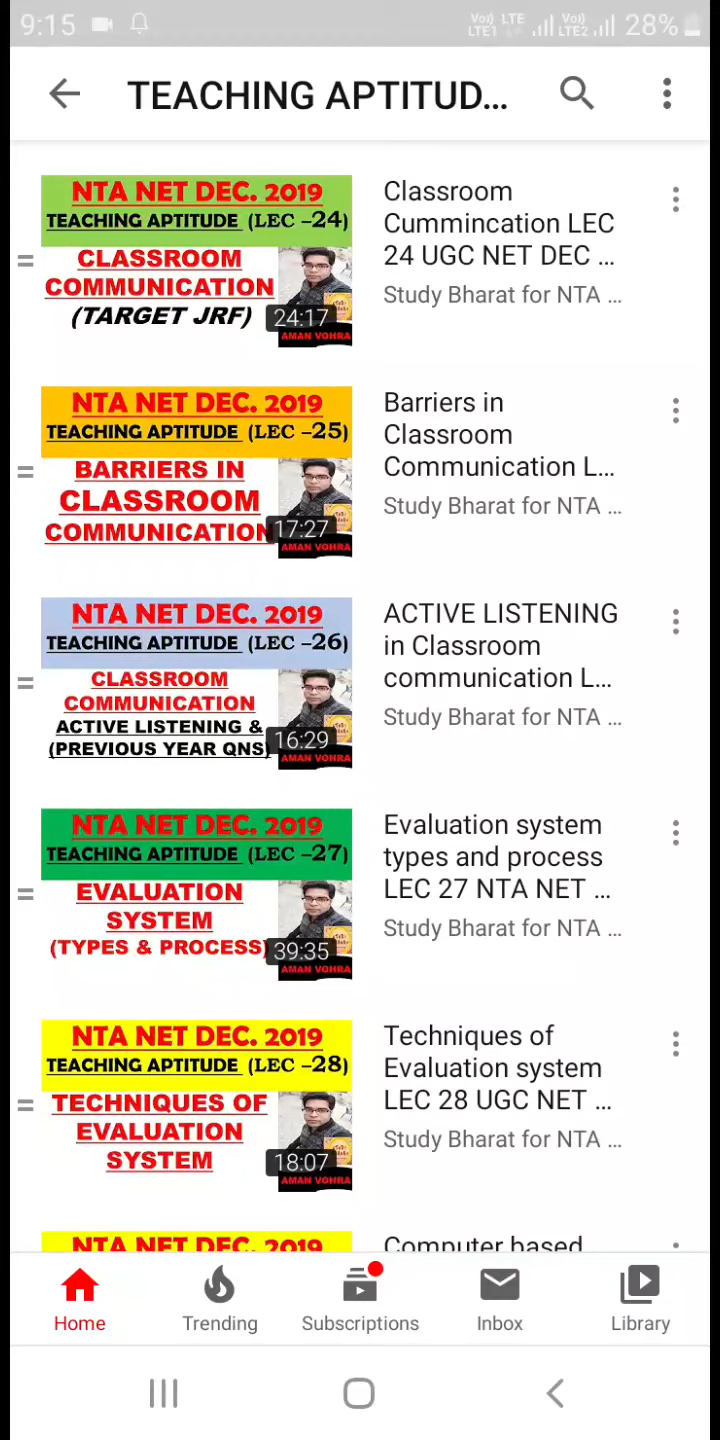 9:15
Voi) LTE
LTE1
Voi)
LTE2
28%
TEACHING APTITUD...
NTA NET DEC. 2019
TEACHING APTITUDE (LEC -24)
CLASSROOM
COMMUNICATION
(TARGET JRF)
24:17
AMAN VOHRA
Classroom
Cummincation LEC
24 UGC NET DEC ...
Study Bharat for NTA ...
NTA NET DEC. 2019
TEACHING APTITUDE (LEC -25)
BARRIERS IN
CLASSROOM
COMMUNICATION
17:27
AMAN VOHRA
Barriers in
Classroom
Communication L...
Study Bharat for NTA ...
NTA NET DEC. 2019
TEACHING APTITUDE (LEC -26)
CLASSROOM
COMMUNICATION
ACTIVE LISTENING &
(PREVIOUS YEAR QNS)
16:29
AMAN VOHRA
ACTIVE LISTENING
in Classroom
communication L...
Study Bharat for NTA ...
NTA NET DEC. 2019
TEACHING APTITUDE (LEC -27)
EVALUATION
SYSTEM
(TYPES & PROCESS)
39:35
AMAN VOHRA
Evaluation system
types and process
LEC 27 NTA NET ...
Study Bharat for NTA ...
NTA NET DEC. 2019
TEACHING APTITUDE (LEC -28)
TECHNIQUES OF
EVALUATION
SYSTEM
18:07
AMAN VOHRA
Techniques of
Evaluation system
LEC 28 UGC NET ...
Study Bharat for NTA ...
NTA NET DEC. 2019
Computer based
Home
Trending
Subscriptions
Inbox
Library